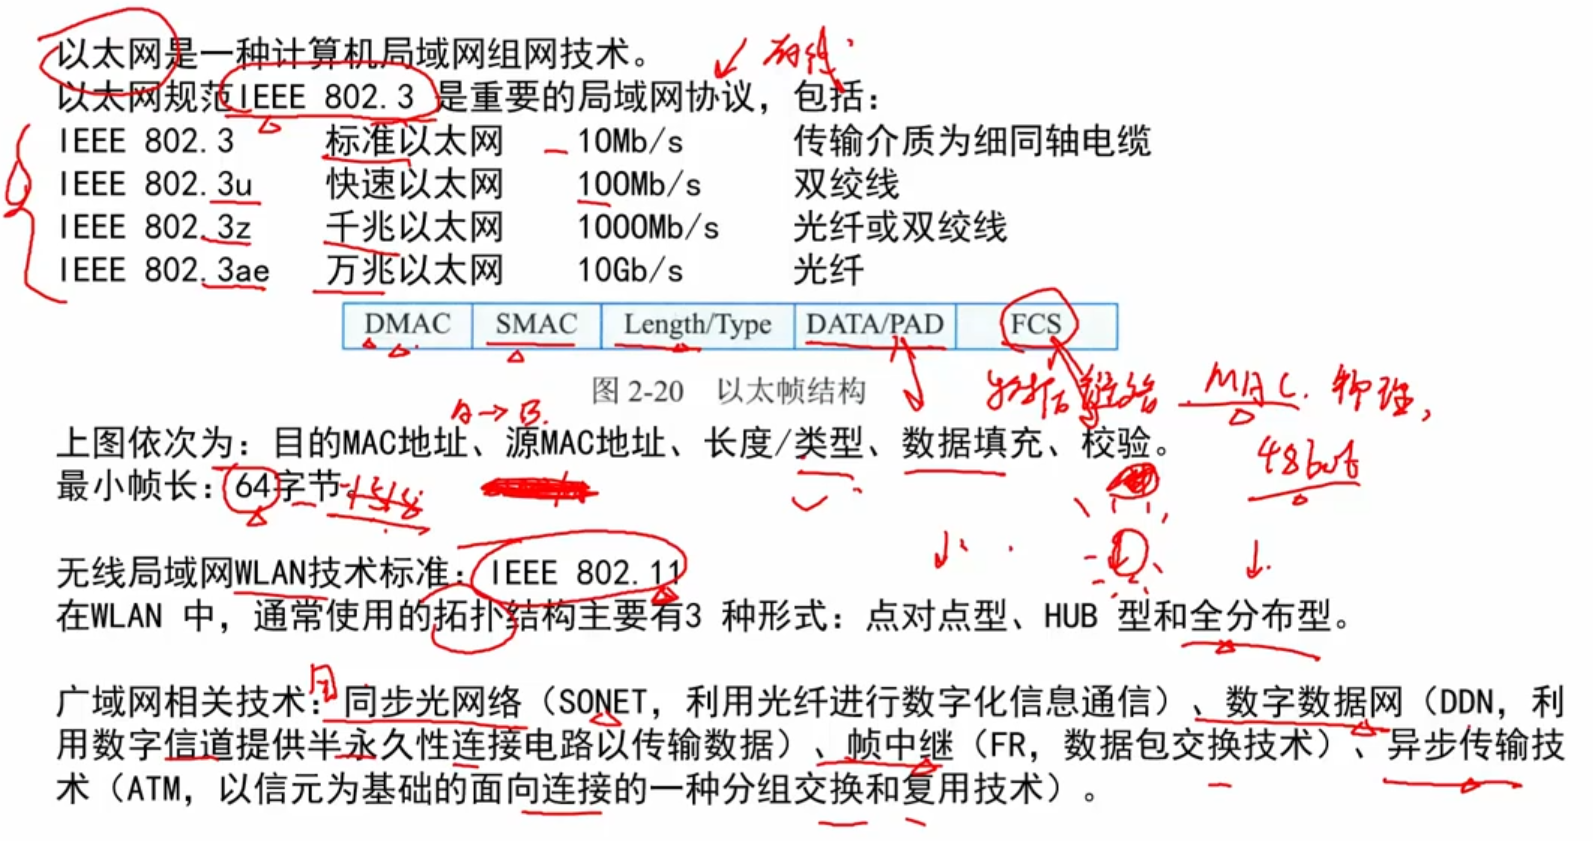 以太网是一种计算机局域网组网技术。
有线
以太网规范IEEE 802.3 是重要的局域网协议，包括：
IEEE 802.3 标准以太网 10Mb/s 传输介质为细同轴电缆
IEEE 802.3u 快速以太网 100Mb/s 双绞线
IEEE 802.3z 千兆以太网 1000Mb/s 光纤或双绞线
IEEE 802.3ae 万兆以太网 10Gb/s 光纤
DMAC SMAC Length/Type DATA/PAD FCS
图 2-20 以太帧结构
MAC. 物理,
A→B.
上图依次为：目的MAC地址、源MAC地址、长度/类型、数据填充、校验。
48bit
最小帧长：64字节
无线局域网WLAN技术标准：IEEE 802.11
在WLAN 中，通常使用的拓扑结构主要有3 种形式：点对点型、HUB 型和全分布型。
广域网相关技术：同步光网络（SONET，利用光纤进行数字化信息通信）、数字数据网（DDN，利
用数字信道提供半永久性连接电路以传输数据）、帧中继（FR，数据包交换技术）、异步传输技
术（ATM，以信元为基础的面向连接的一种分组交换和复用技术）。